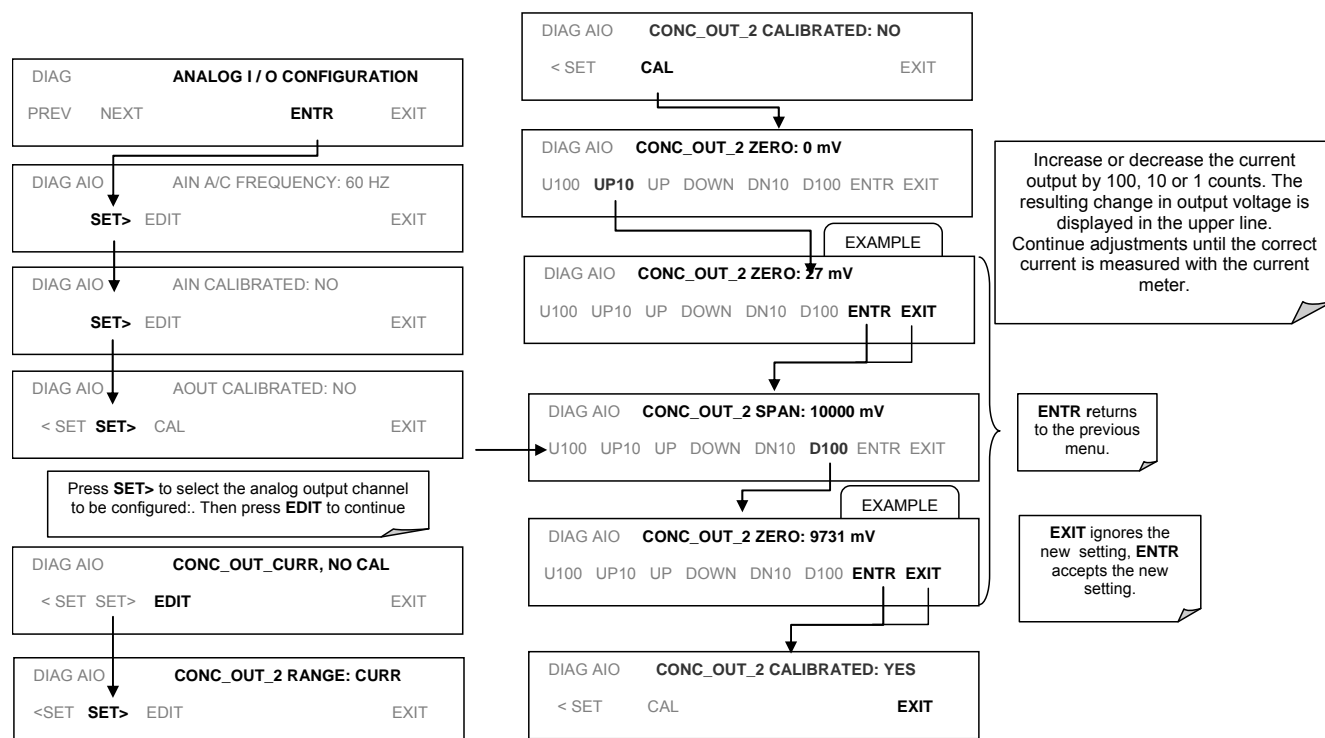 DIAG ANALOG I / O CONFIGURATION
PREV NEXT ENTR EXIT
DIAG AIO AIN A/C FREQUENCY: 60 HZ
SET> EDIT EXIT
DIAG AIO AIN CALIBRATED: NO
SET> EDIT EXIT
DIAG AIO AOUT CALIBRATED: NO
< SET SET> CAL EXIT
Press SET> to select the analog output channel
to be configured:. Then press EDIT to continue
DIAG AIO CONC_OUT_CURR, NO CAL
< SET SET> EDIT EXIT
DIAG AIO CONC_OUT_2 RANGE: CURR
<SET SET> EDIT EXIT
DIAG AIO CONC_OUT_2 CALIBRATED: NO
< SET CAL EXIT
DIAG AIO CONC_OUT_2 ZERO: 0 mV
U100 UP10 UP DOWN DN10 D100 ENTR EXIT
EXAMPLE
DIAG AIO CONC_OUT_2 ZERO: 27 mV
U100 UP10 UP DOWN DN10 D100 ENTR EXIT
DIAG AIO CONC_OUT_2 SPAN: 10000 mV
U100 UP10 UP DOWN DN10 D100 ENTR EXIT
EXAMPLE
DIAG AIO CONC_OUT_2 ZERO: 9731 mV
U100 UP10 UP DOWN DN10 D100 ENTR EXIT
DIAG AIO CONC_OUT_2 CALIBRATED: YES
< SET CAL EXIT
Increase or decrease the current
output by 100, 10 or 1 counts. The
resulting change in output voltage is
displayed in the upper line.
Continue adjustments until the correct
current is measured with the current
meter.
ENTR returns
to the previous
menu.
EXIT ignores the
new setting, ENTR
accepts the new
setting.